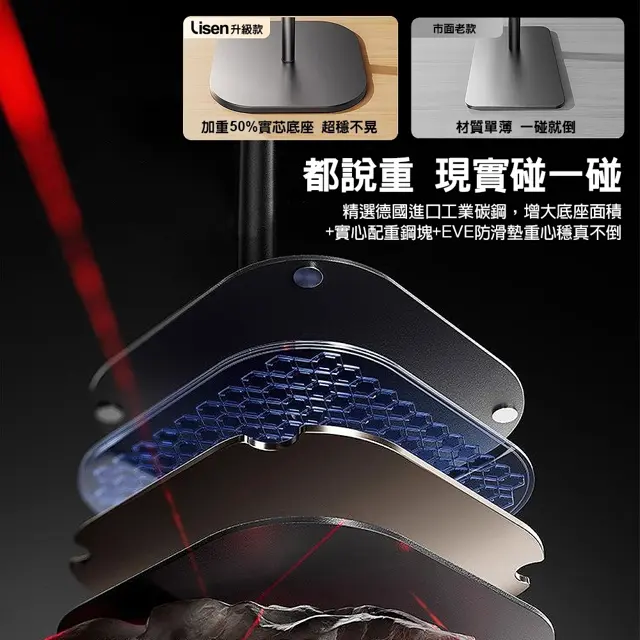 Lisen升級款
加重50%實芯底座 超穩不晃
市面老款
材質單薄 一碰就倒
都說重 現實碰一碰
精選德國進口工業碳鋼，增大底座面積
+實心配重鋼塊+EVE防滑墊重心穩真不倒